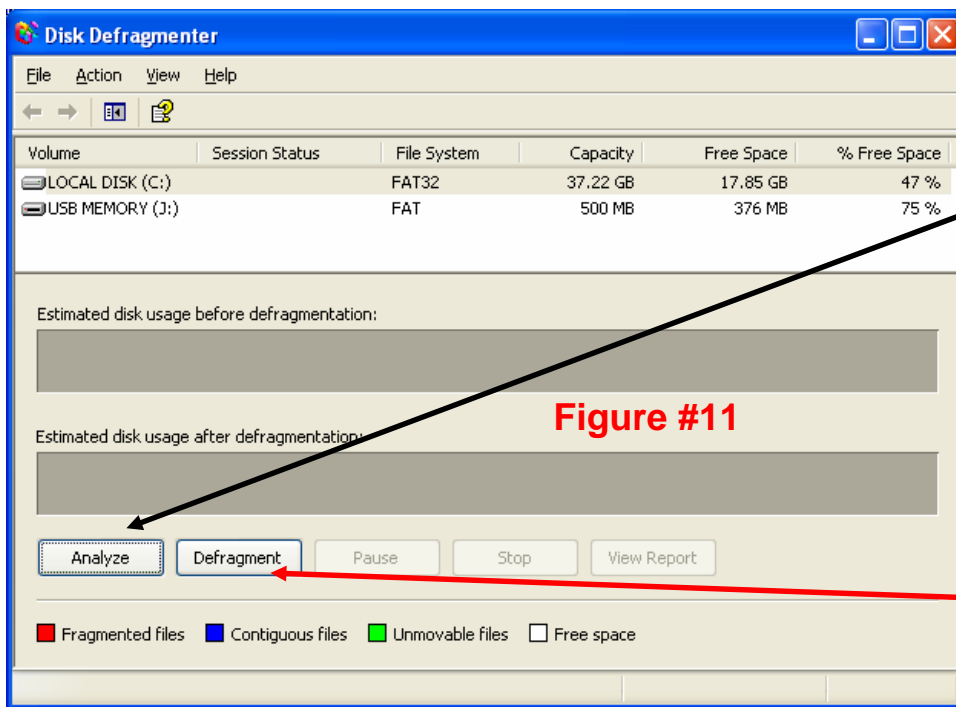 Disk Defragmenter
File Action View Help
Volume Session Status File System Capacity Free Space % Free Space
LOCAL DISK (C:) FAT32 37.22 GB 17.85 GB 47 %
USB MEMORY (J:) FAT 500 MB 376 MB 75 %
Estimated disk usage before defragmentation:
Figure #11
Estimated disk usage after defragmentation:
Analyze Defragment Pause Stop View Report
Fragmented files Contiguous files Unmovable files Free space